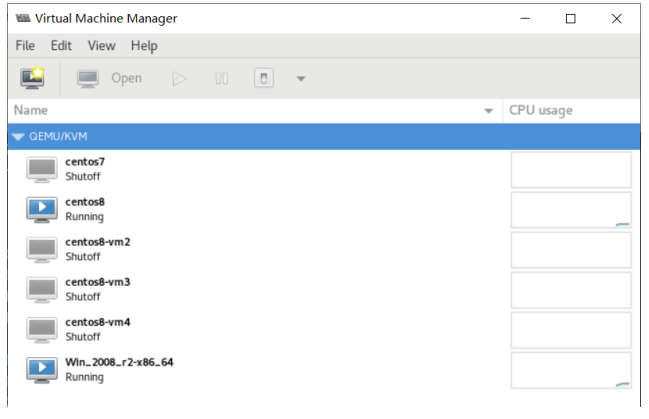 Virtual Machine Manager
File Edit View Help
Open
Name CPU usage
QEMU/KVM
centos7
Shutoff
centos8
Running
centos8-vm2
Shutoff
centos8-vm3
Shutoff
centos8-vm4
Shutoff
Win_2008_r2-x86_64
Running